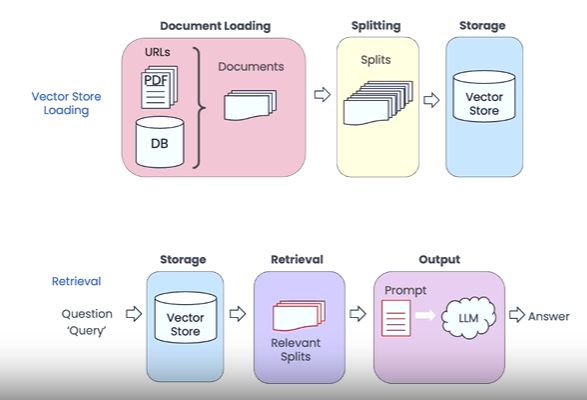 Document Loading
Splitting
Storage
URLs
PDF
Documents
DB
Splits
Vector
Store
Vector Store
Loading
Storage
Retrieval
Output
Retrieval
Question
‘Query’
Vector
Store
Relevant
Splits
Prompt
LLM
Answer